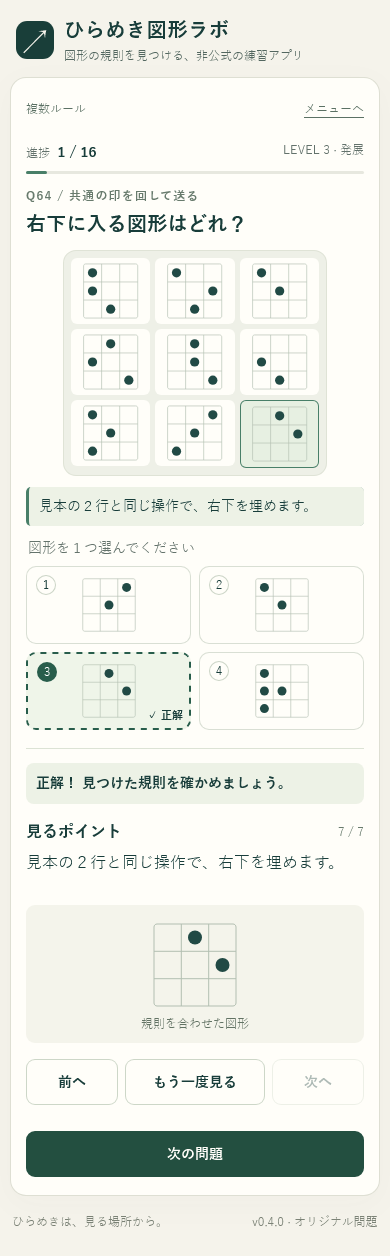 ひらめき図形ラボ
図形の規則を見つける、非公式の練習アプリ
複数ルール
メニューへ
進捗 1 / 16
LEVEL 3 · 発展
Q64 / 共通の印を回して送る
右下に入る図形はどれ？
見本の２行と同じ操作で、右下を埋めます。
図形を１つ選んでください
1
2
3
✓ 正解
4
正解！ 見つけた規則を確かめましょう。
見るポイント
7 / 7
見本の２行と同じ操作で、右下を埋めます。
規則を合わせた図形
前へ
もう一度見る
次へ
次の問題
ひらめきは、見る場所から。
v0.4.0 · オリジナル問題